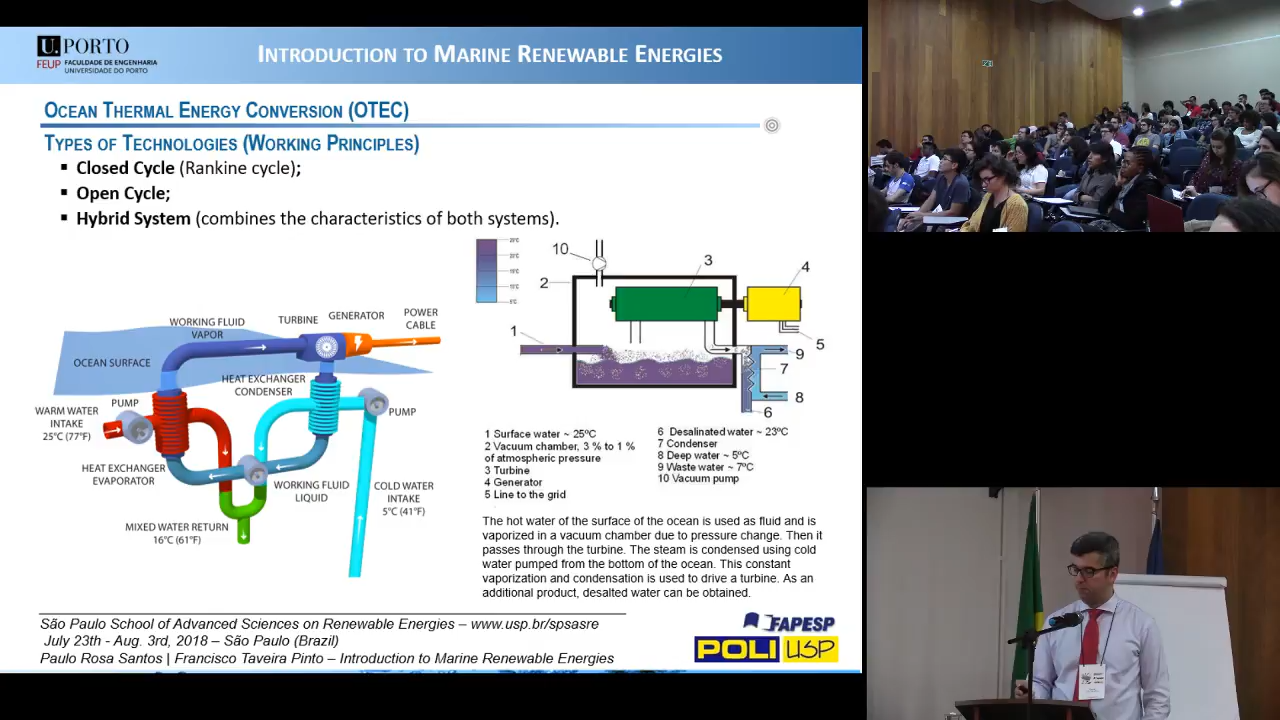 U.PORTO
FEUP FACULDADE DE ENGENHARIA
UNIVERSIDADE DO PORTO
INTRODUCTION TO MARINE RENEWABLE ENERGIES
OCEAN THERMAL ENERGY CONVERSION (OTEC)
TYPES OF TECHNOLOGIES (WORKING PRINCIPLES)
▪ Closed Cycle (Rankine cycle);
▪ Open Cycle;
▪ Hybrid System (combines the characteristics of both systems).
WORKING FLUID
VAPOR
TURBINE
GENERATOR
POWER
CABLE
OCEAN SURFACE
HEAT EXCHANGER
CONDENSER
PUMP
PUMP
WARM WATER
INTAKE
25°C (77°F)
HEAT EXCHANGER
EVAPORATOR
WORKING FLUID
LIQUID
COLD WATER
INTAKE
5°C (41°F)
MIXED WATER RETURN
16°C (61°F)
10
3
4
2
1
5
9
7
8
6
1 Surface water ~ 25ºC
2 Vacuum chamber, 3 % to 1 %
of atmospheric pressure
3 Turbine
4 Generator
5 Line to the grid
6 Desalinated water ~ 23ºC
7 Condenser
8 Deep water ~ 5ºC
9 Waste water ~ 7ºC
10 Vacuum pump
The hot water of the surface of the ocean is used as fluid and is
vaporized in a vacuum chamber due to pressure change. Then it
passes through the turbine. The steam is condensed using cold
water pumped from the bottom of the ocean. This constant
vaporization and condensation is used to drive a turbine. As an
additional product, desalted water can be obtained.
São Paulo School of Advanced Sciences on Renewable Energies – www.usp.br/spsasre
July 23th - Aug. 3rd, 2018 – São Paulo (Brazil)
Paulo Rosa Santos | Francisco Taveira Pinto – Introduction to Marine Renewable Energies
FAPESP
POLI USP